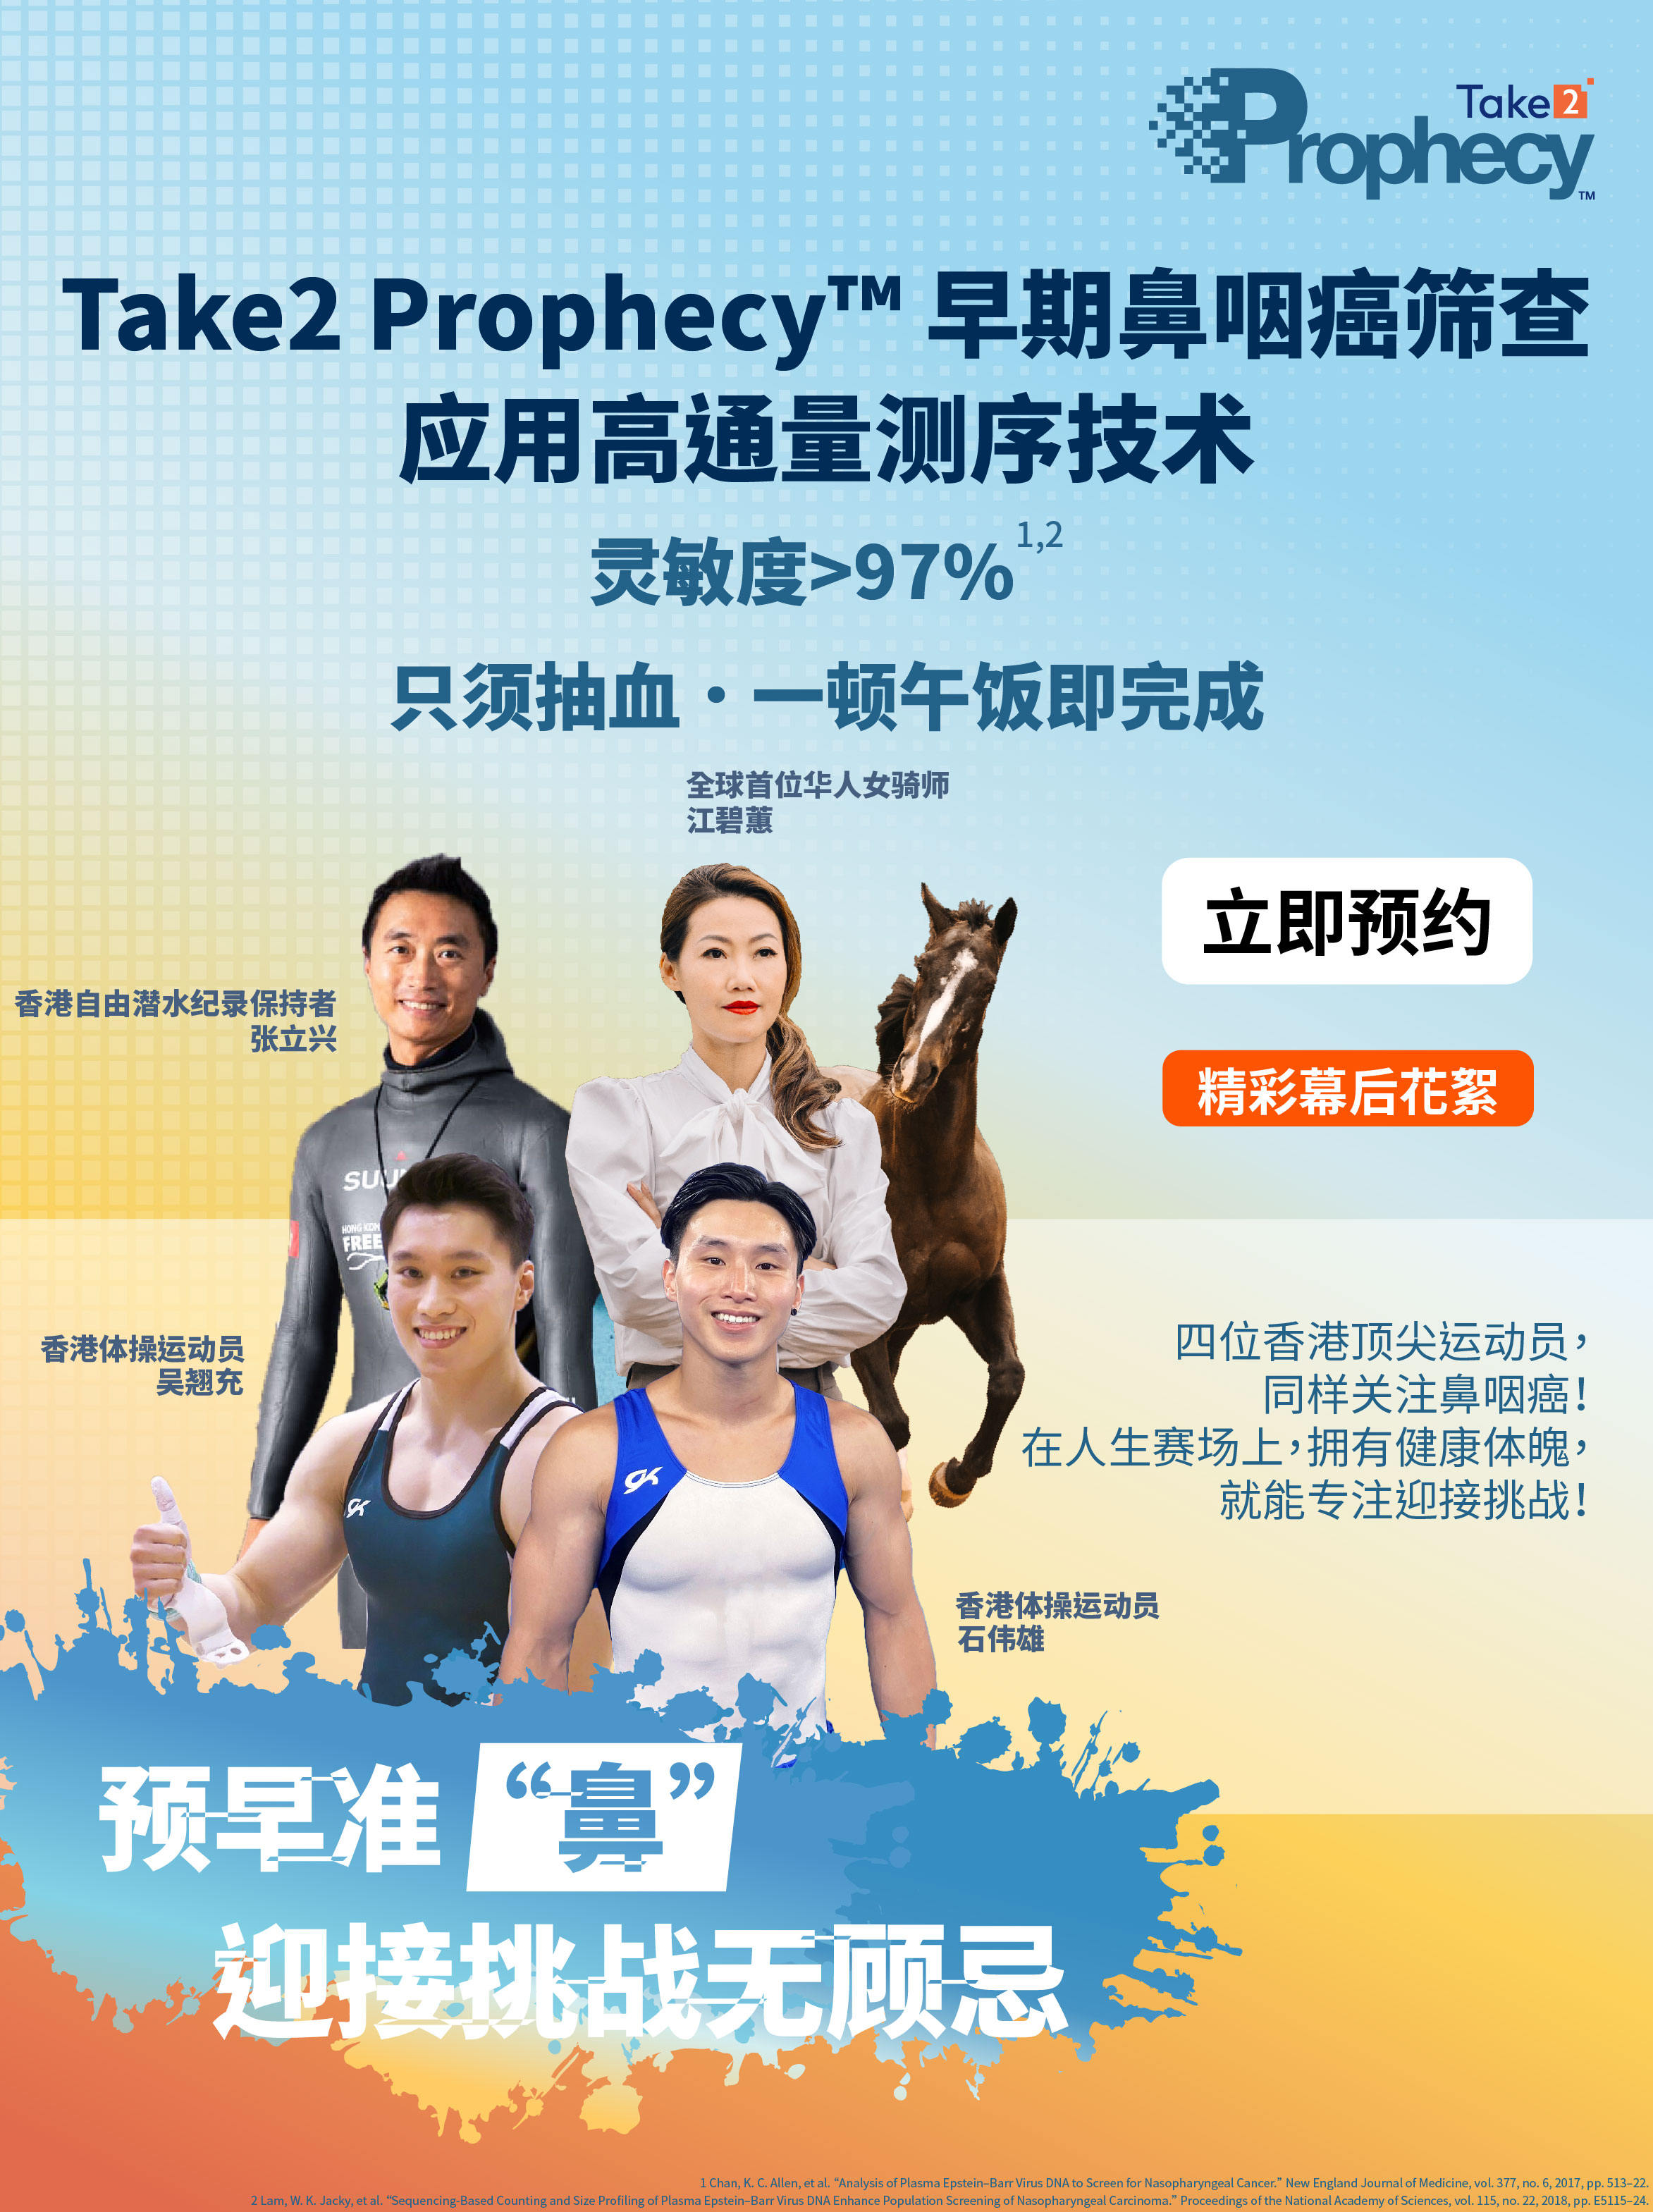 Take2
Prophecy™
Take2 Prophecy™ 早期鼻咽癌筛查
应用高通量测序技术
灵敏度>97%1,2
只须抽血·一顿午饭即完成
全球首位华人女骑师
江碧蕙
立即预约
香港自由潜水纪录保持者
张立兴
精彩幕后花絮
HONG KON
FREE
四位香港顶尖运动员，
同样关注鼻咽癌！
香港体操运动员
吴翘充
在人生赛场上，拥有健康体魄，
就能专注迎接挑战！
GK
GK
香港体操运动员
石伟雄
预早准“鼻”
迎接挑战无顾忌
1 Chan, K. C. Allen, et al. “Analysis of Plasma Epstein–Barr Virus DNA to Screen for Nasopharyngeal Cancer.” New England Journal of Medicine, vol. 377, no. 6, 2017, pp. 513–22.
2 Lam, W. K. Jacky, et al. “Sequencing-Based Counting and Size Profiling of Plasma Epstein–Barr Virus DNA Enhance Population Screening of Nasopharyngeal Carcinoma.” Proceedings of the National Academy of Sciences, vol. 115, no. 22, 2018, pp. E5115–24.